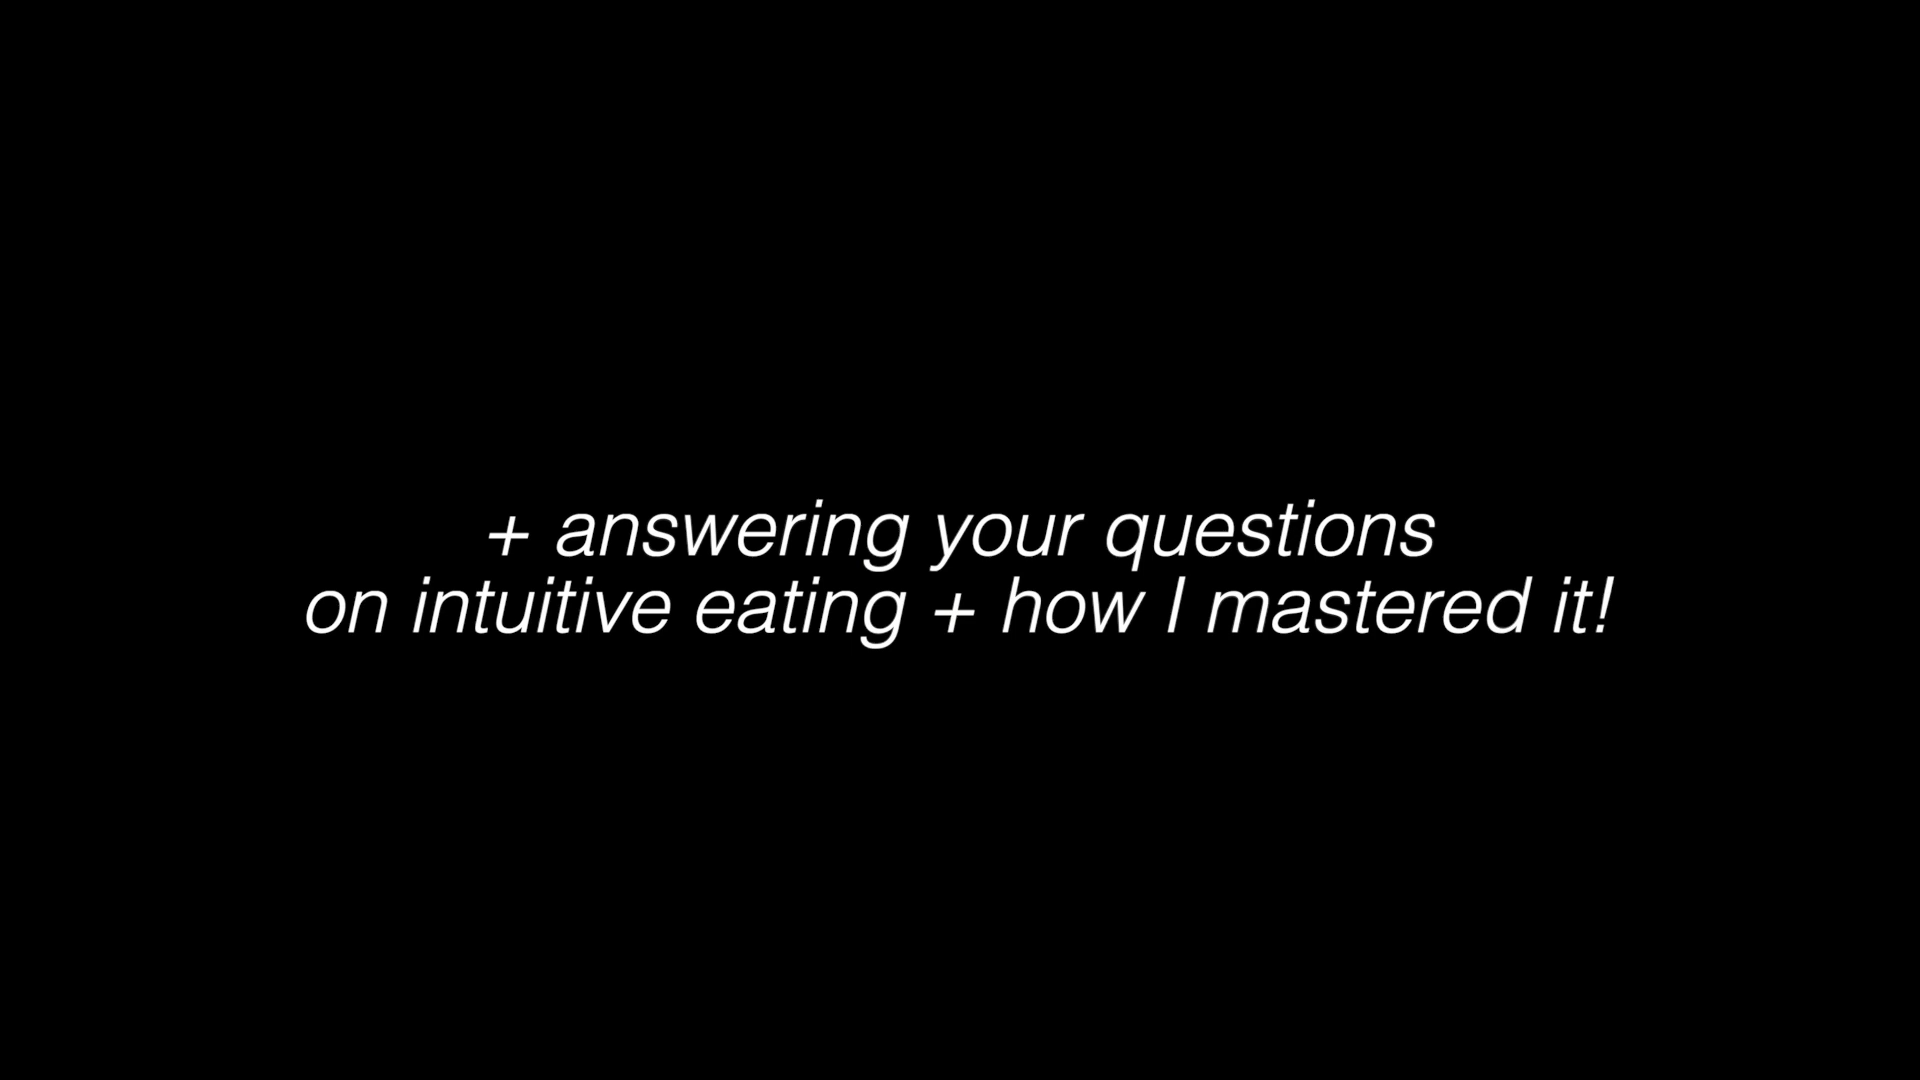 + answering your questions
on intuitive eating + how I mastered it!